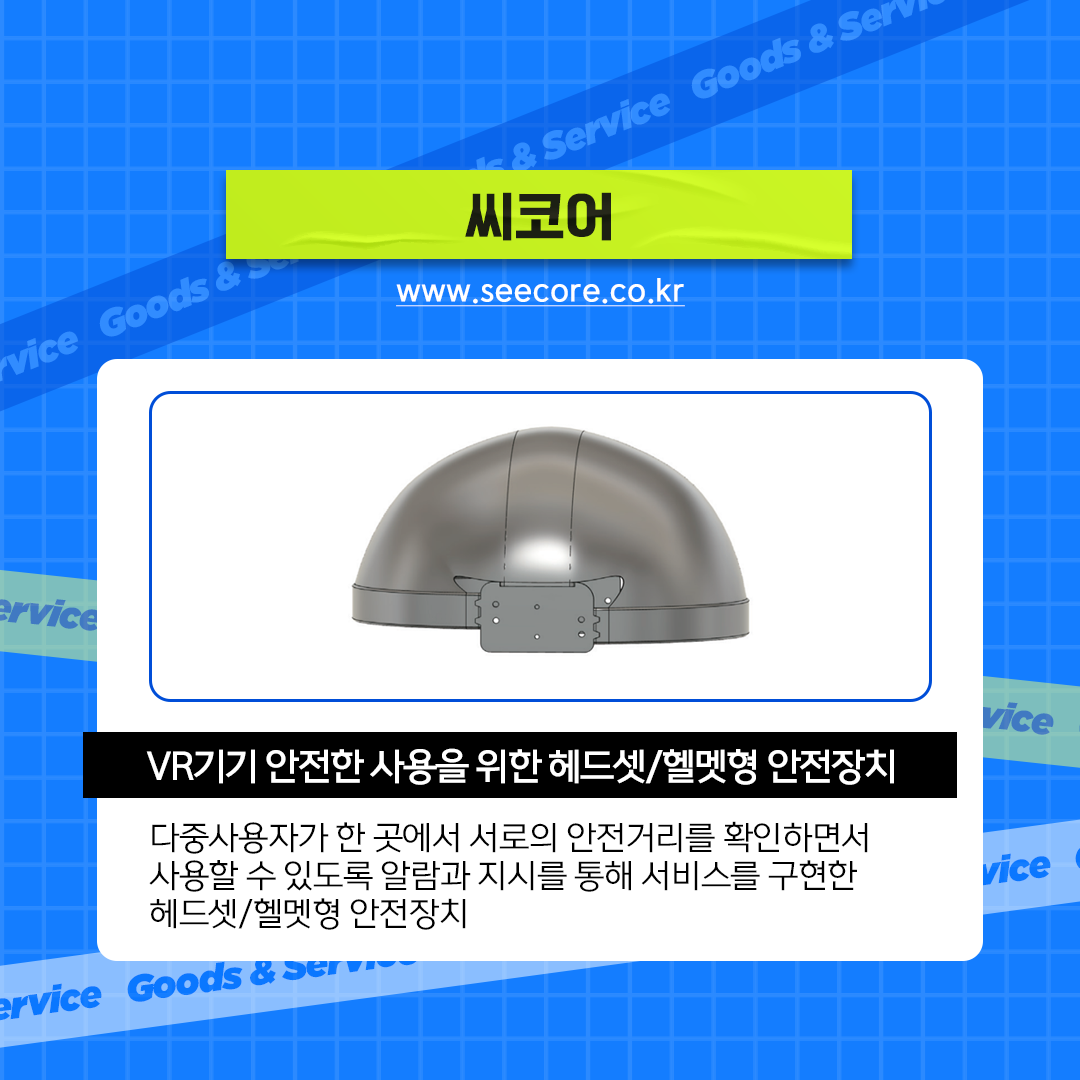 Goods & Service
Goods & Service
Goods & Se
rvice
씨코어
www.seecore.co.kr
ervice
vice
VR기기 안전한 사용을 위한 헤드셋/헬멧형 안전장치
다중사용자가 한 곳에서 서로의 안전거리를 확인하면서
사용할 수 있도록 알람과 지시를 통해 서비스를 구현한
헤드셋/헬멧형 안전장치
vice
ervice Goods & Service